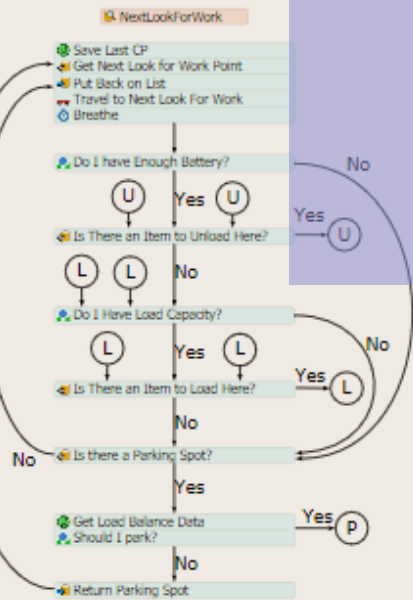 NextLookForWork
Save Last CP
Get Next Look for Work Point
Put Back on List
Travel to Next Look For Work
Breathe
Do I have Enough Battery?
No
U
Yes
U
Is There an Item to Unload Here?
Yes
U
L
L
No
Do I Have Load Capacity?
L
Yes
L
No
Is There an Item to Load Here?
Yes
L
No
Is there a Parking Spot?
No
Yes
Get Load Balance Data
Should I park?
Yes
P
No
Return Parking Spot